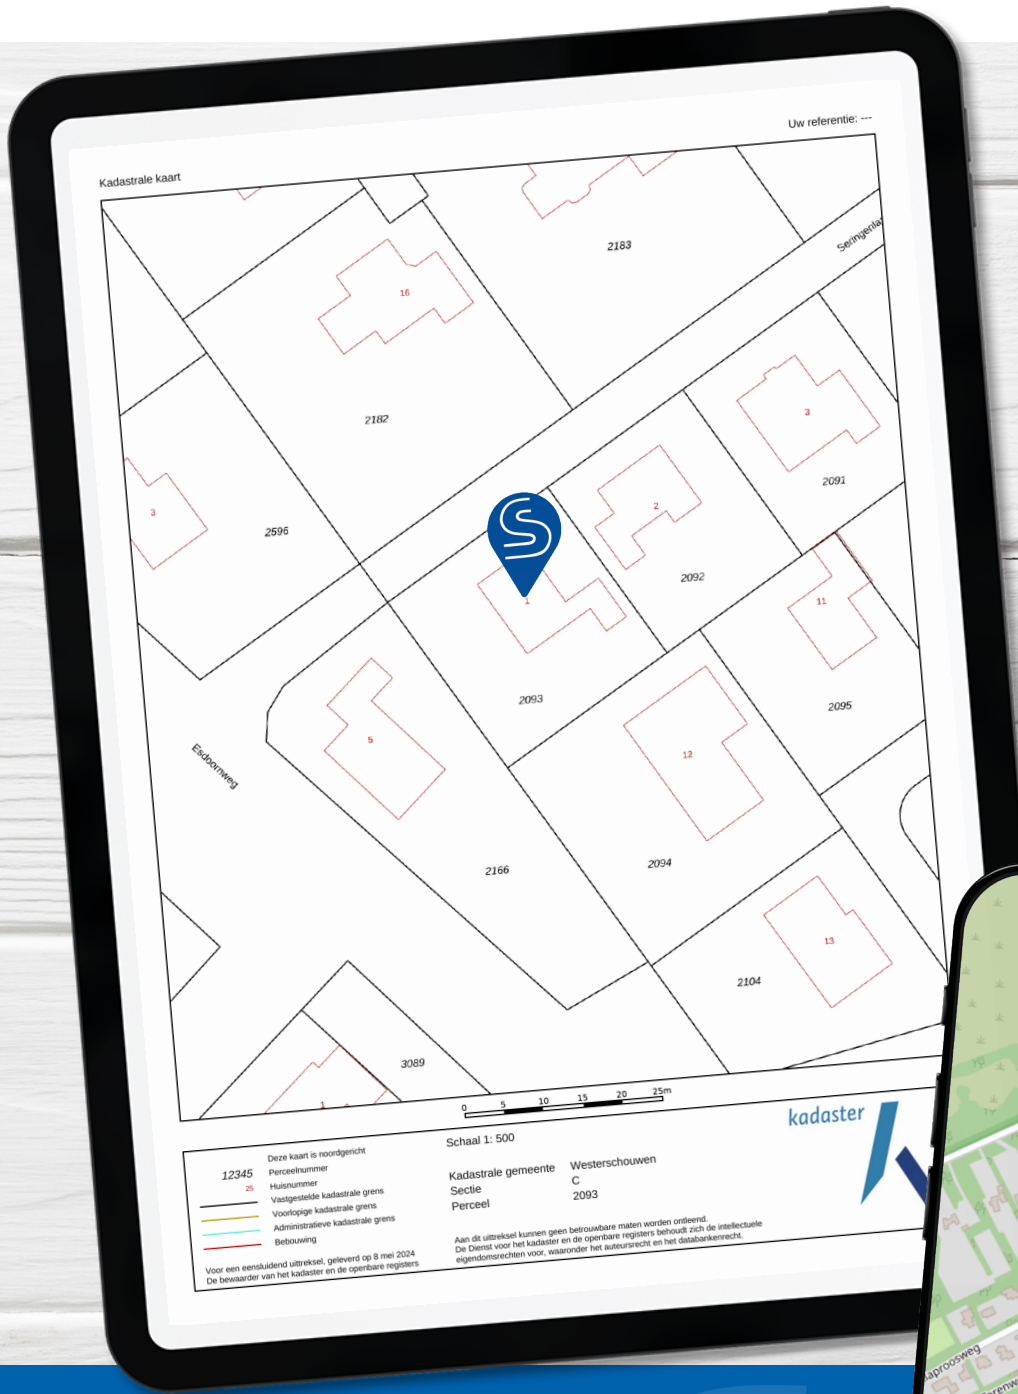 Uw referentie: ---
Kadastrale kaart
2183
16
2182
3
2091
3
2596
2
2092
1
11
2093
2095
5
12
Esdoornweg
2166
2094
13
2104
3089
1
0 5 10 15 20 25m
kadaster
Schaal 1: 500
Deze kaart is noordgericht
12345 Perceelnummer
25 Huisnummer
Vastgestelde kadastrale grens
Voorlopige kadastrale grens
Administratieve kadastrale grens
Bebouwing
Kadastrale gemeente Westerschouwen
Sectie C
Perceel 2093
Voor een eensluidend uittreksel, geleverd op 8 mei 2024
De bewaarder van het kadaster en de openbare registers
Aan dit uittreksel kunnen geen betrouwbare maten worden ontleend.
De Dienst voor het kadaster en de openbare registers behoudt zich de intellectuele
eigendomsrechten voor, waaronder het auteursrecht en het databankenrecht.